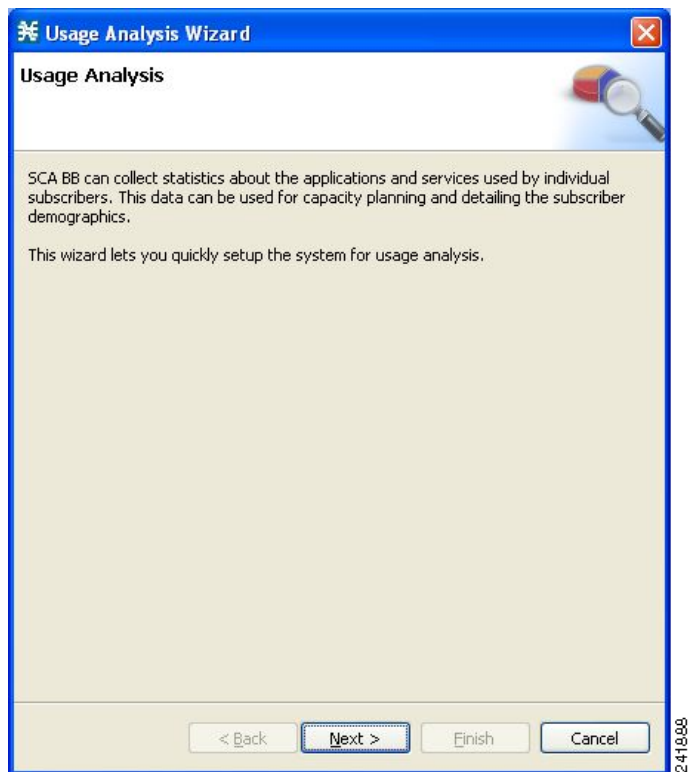 Usage Analysis Wizard
Usage Analysis
SCA BB can collect statistics about the applications and services used by individual
subscribers. This data can be used for capacity planning and detailing the subscriber
demographics.
This wizard lets you quickly setup the system for usage analysis.
< Back
Next >
Finish
Cancel
241888